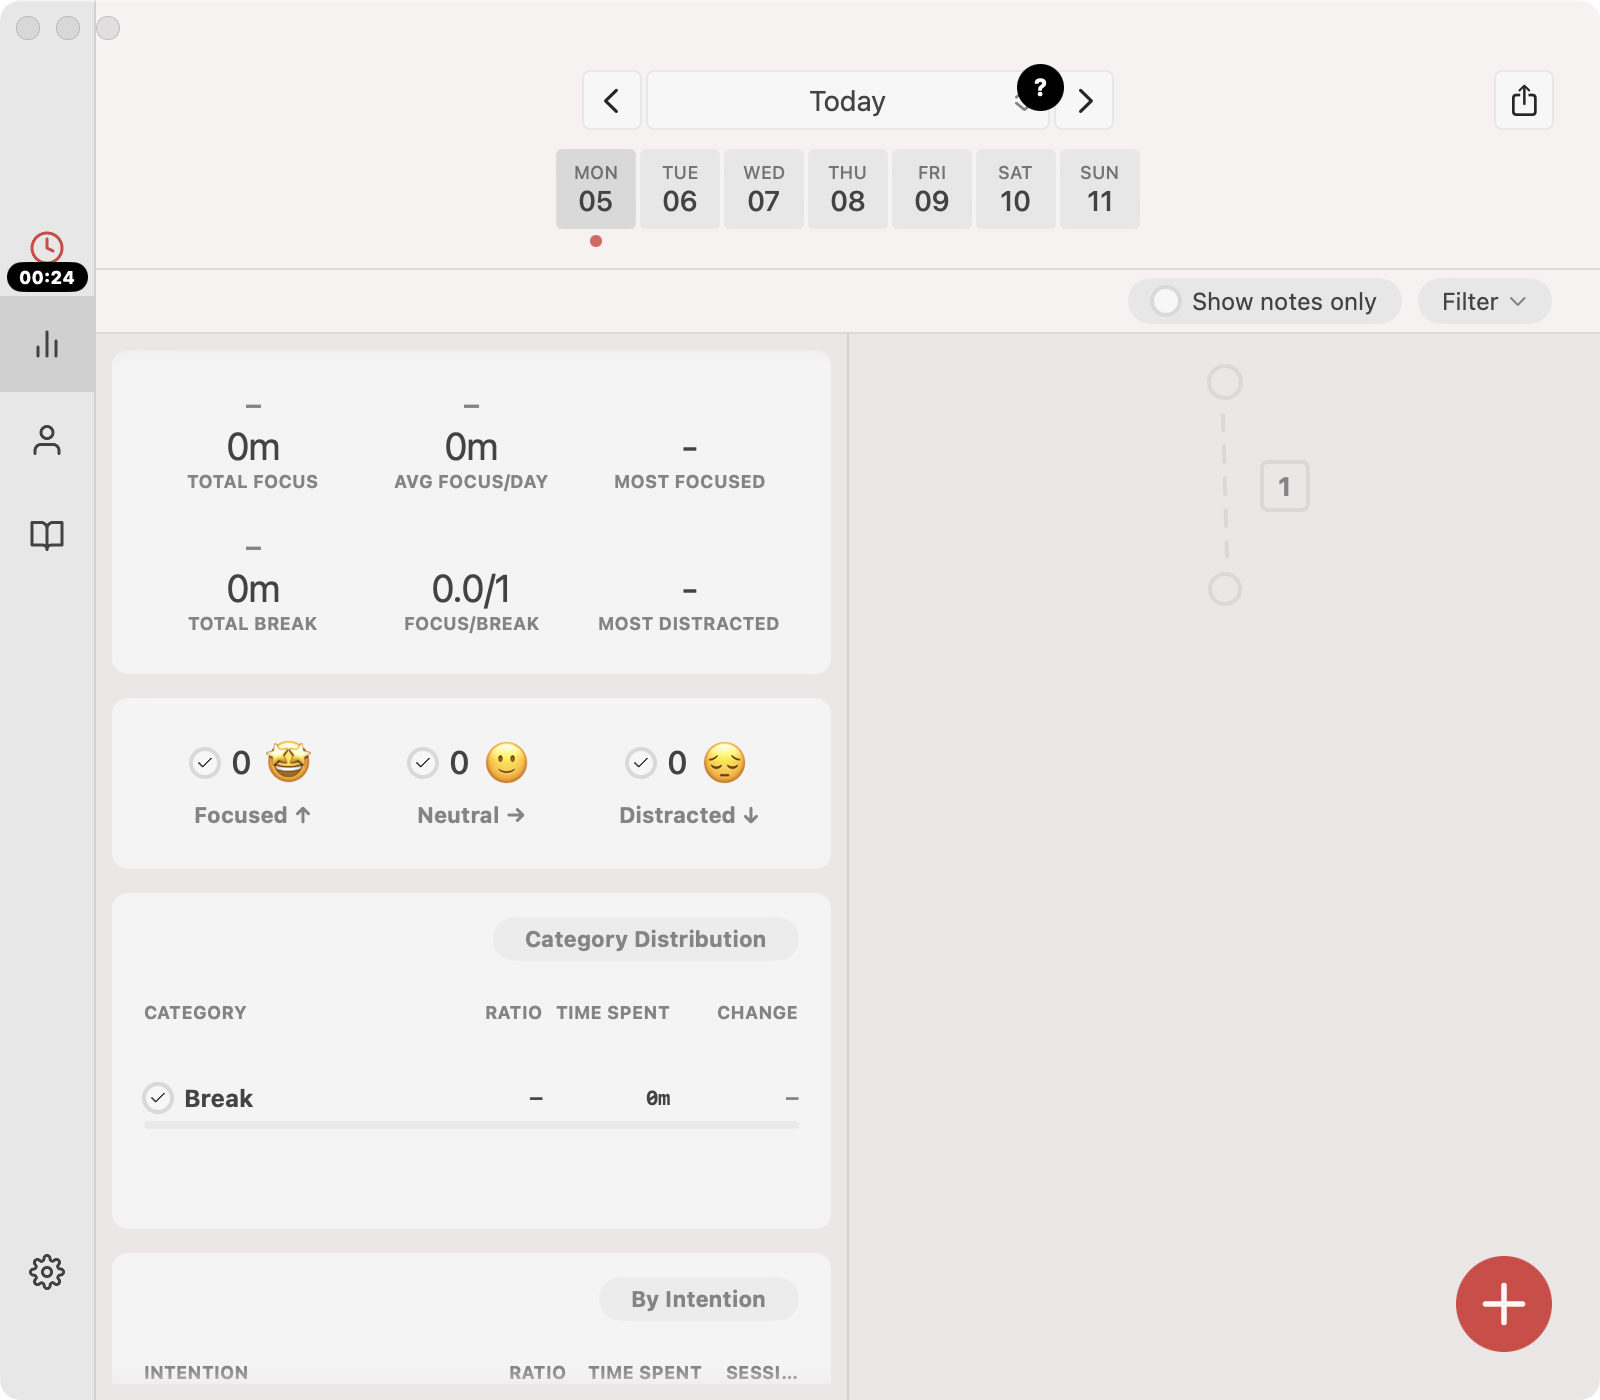 Today
?
MON TUE WED THU FRI SAT SUN
05 06 07 08 09 10 11
00:24
Show notes only
Filter
– –
0m 0m -
TOTAL FOCUS AVG FOCUS/DAY MOST FOCUSED
–
0m 0.0/1 -
TOTAL BREAK FOCUS/BREAK MOST DISTRACTED
1
0 🤩 0 🙂 0 😔
Focused ↑ Neutral → Distracted ↓
Category Distribution
CATEGORY RATIO TIME SPENT CHANGE
Break – 0m –
By Intention
INTENTION RATIO TIME SPENT SESSI...